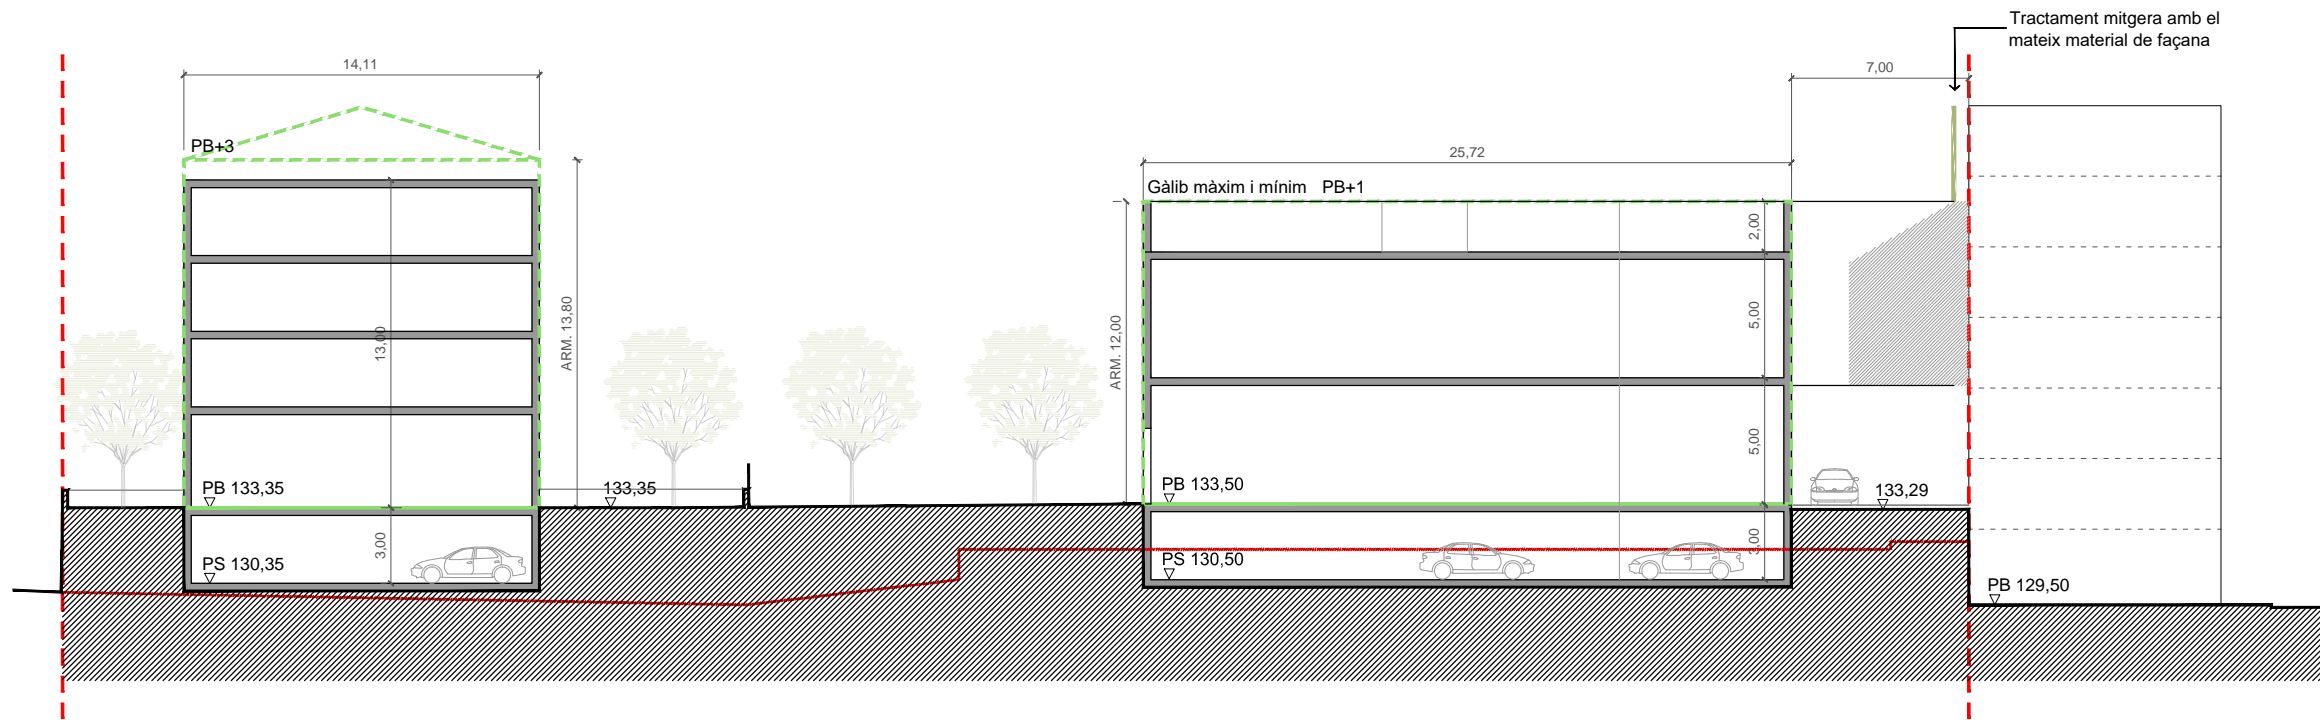 Tractament mitgera amb el
mateix material de façana
14,11
7,00
PB+3
25,72
Gàlib màxim i mínim PB+1
2,00
13,00
ARM. 13,80
ARM. 12,00
5,00
5,00
PB 133,35
133,35
PB 133,50
133,29
3,00
PS 130,35
3,00
PS 130,50
PB 129,50